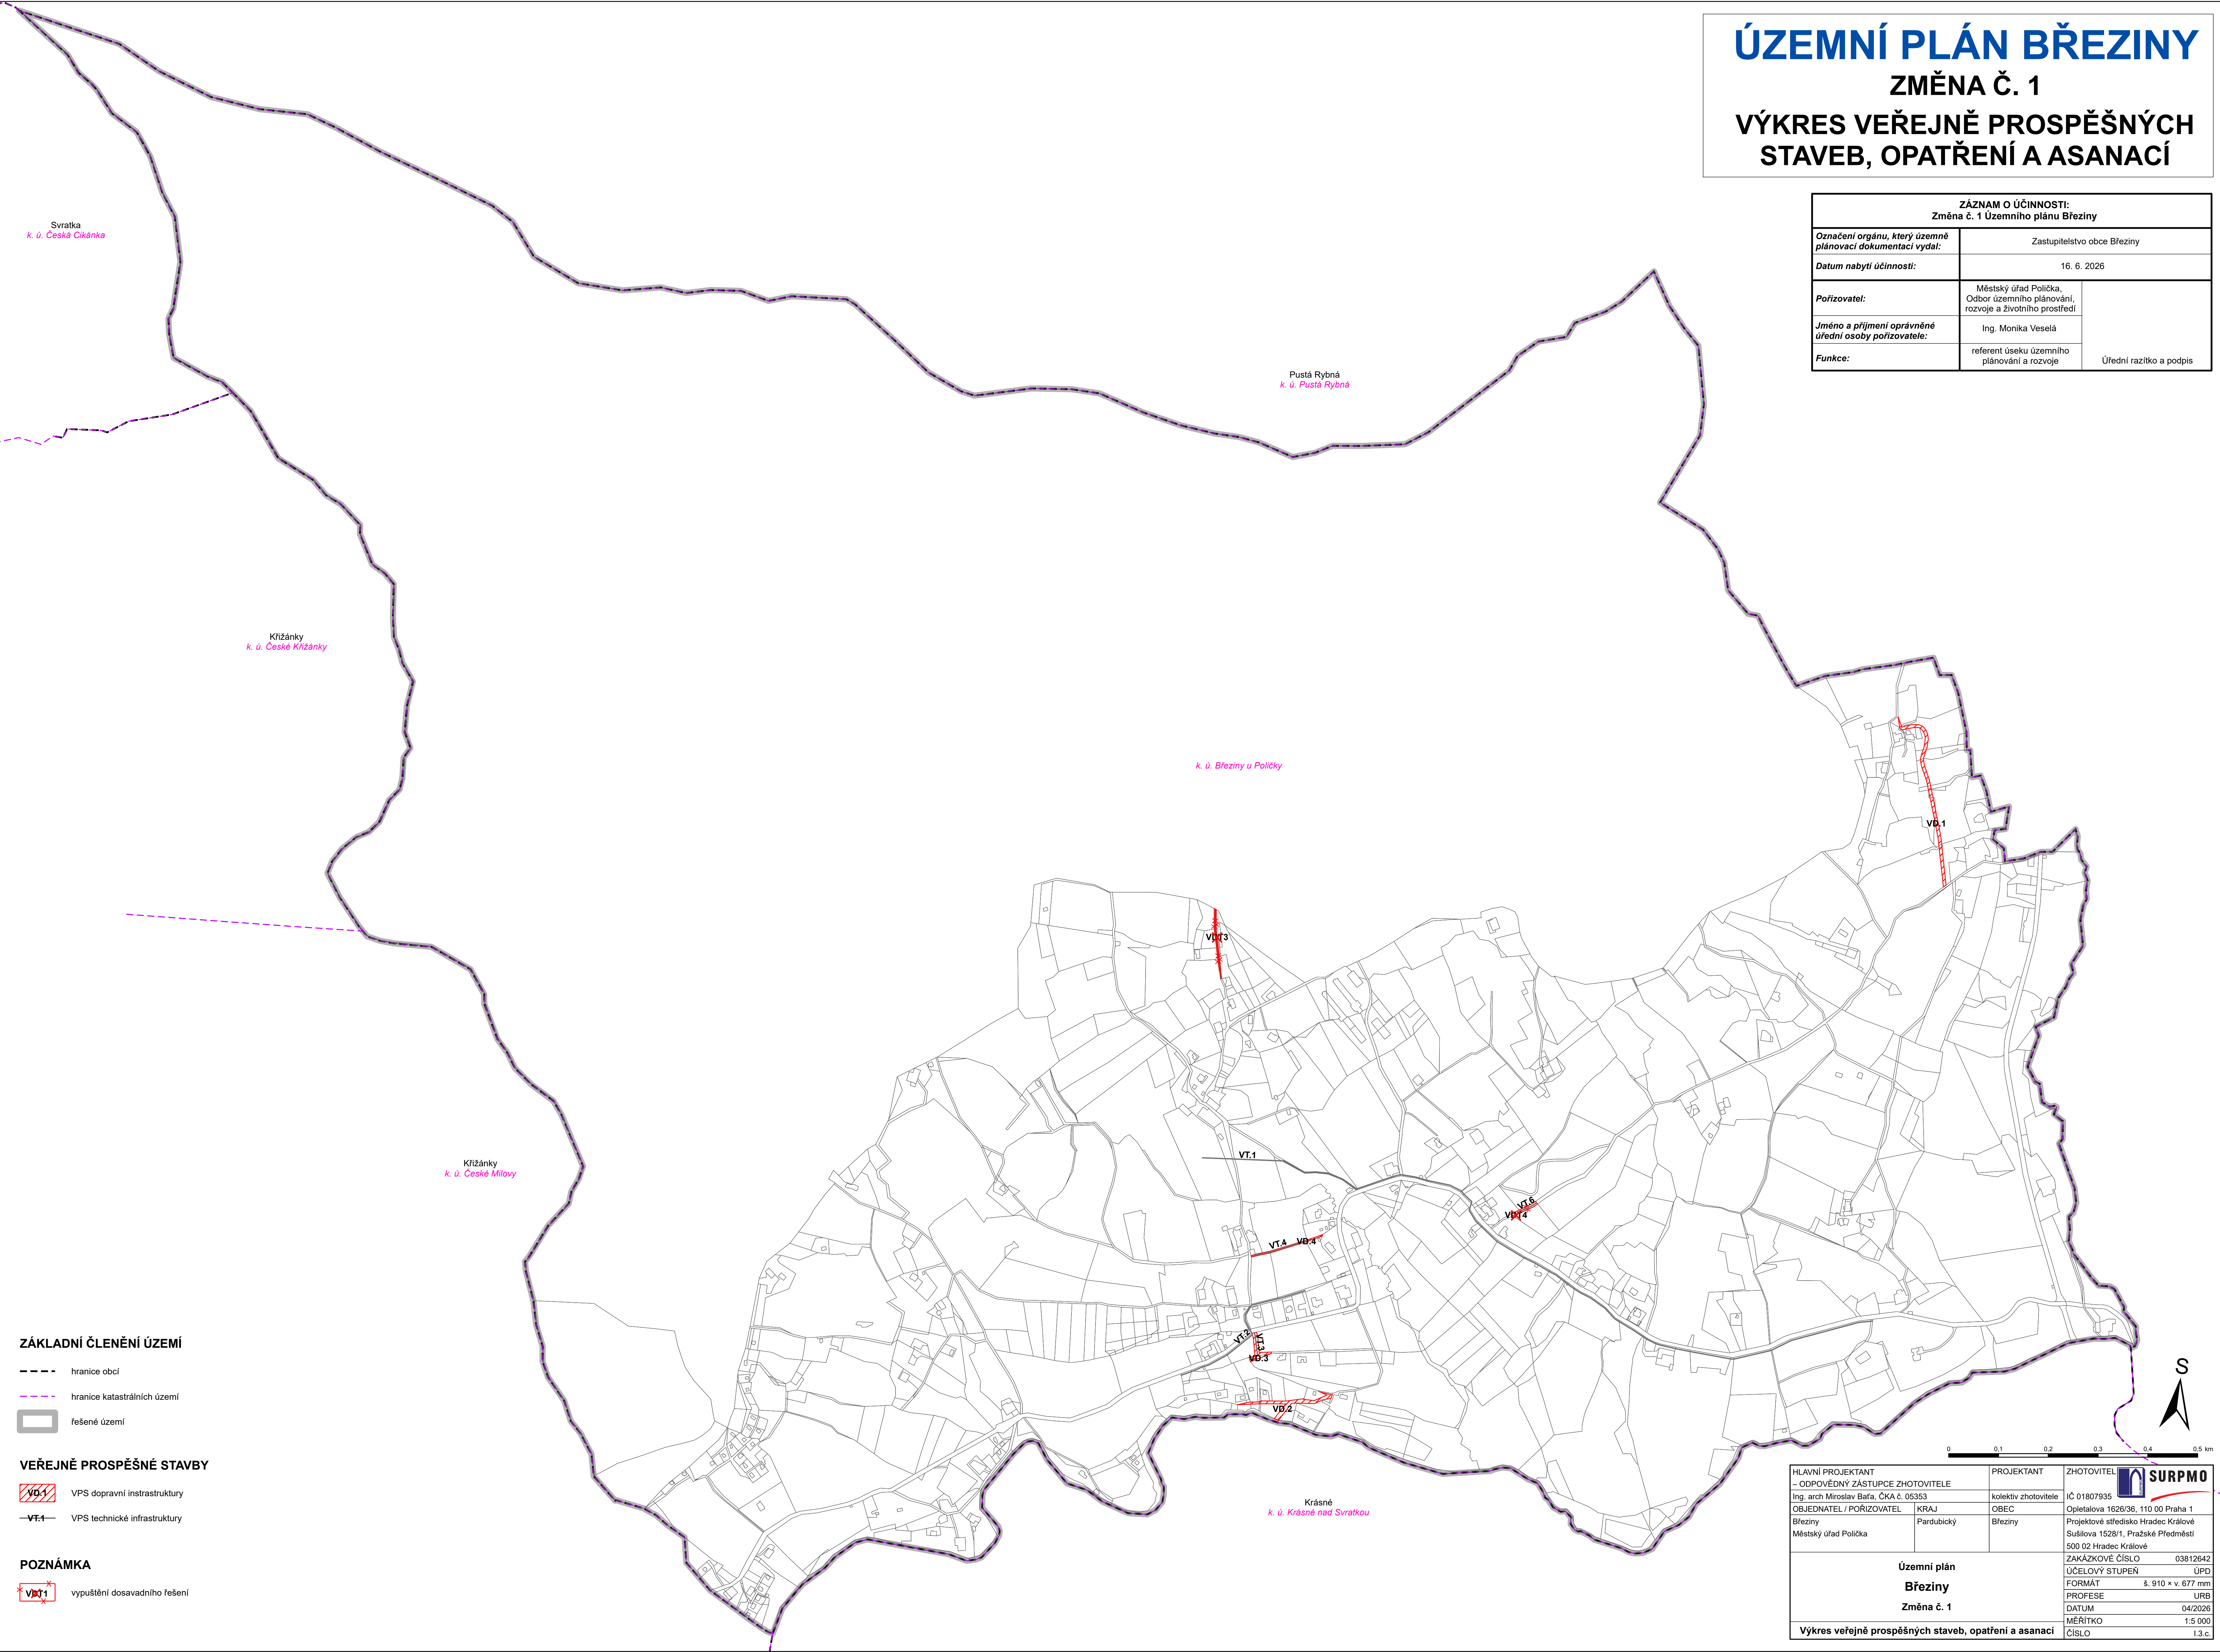 ÚZEMNÍ PLÁN BŘEZINY
ZMĚNA Č. 1
VÝKRES VEŘEJNĚ PROSPĚŠNÝCH
STAVEB, OPATŘENÍ A ASANACÍ
ZÁZNAM O ÚČINNOSTI:
Změna č. 1 Územního plánu Březiny
Označení orgánu, který územně
plánovací dokumentaci vydal:
Zastupitelstvo obce Březiny
Datum nabytí účinnosti:
16. 6. 2026
Pořizovatel:
Městský úřad Polička,
Odbor územního plánování,
rozvoje a životního prostředí
Jméno a příjmení oprávněné
úřední osoby pořizovatele:
Ing. Monika Veselá
Funkce:
referent úseku územního
plánování a rozvoje
Úřední razítko a podpis
Svratka
k. ú. Česká Cikánka
Pustá Rybná
k. ú. Pustá Rybná
Křižánky
k. ú. České Křižánky
k. ú. Březiny u Poličky
VD.1
Křižánky
k. ú. České Milovy
VT.1
VT.6
VT.4
VD.4
VT.2
VT.3
VD.3
VD.2
Krásné
k. ú. Krásné nad Svratkou
ZÁKLADNÍ ČLENĚNÍ ÚZEMÍ
hranice obcí
hranice katastrálních území
řešené území
VEŘEJNĚ PROSPĚŠNÉ STAVBY
VD.1
VPS dopravní instrastruktury
VT.1
VPS technické infrastruktury
POZNÁMKA
vypuštění dosavadního řešení
S
0 0,1 0,2 0,3 0,4 0,5 km
HLAVNÍ PROJEKTANT
– ODPOVĚDNÝ ZÁSTUPCE ZHOTOVITELE
PROJEKTANT
ZHOTOVITEL
SURPMO
Ing. arch Miroslav Baťa, ČKA č. 05353
kolektiv zhotovitele
IČ 01807935
OBJEDNATEL / POŘIZOVATEL
KRAJ
OBEC
Opletalova 1626/36, 110 00 Praha 1
Březiny
Pardubický
Březiny
Projektové středisko Hradec Králové
Městský úřad Polička
Sušilova 1528/1, Pražské Předměstí
500 02 Hradec Králové
Územní plán
Březiny
Změna č. 1
ZAKÁZKOVÉ ČÍSLO 03812642
ÚČELOVÝ STUPEŇ ÚPD
FORMÁT š. 910 × v. 677 mm
PROFESE URB
DATUM 04/2026
MĚŘÍTKO 1:5 000
Výkres veřejně prospěšných staveb, opatření a asanací
ČÍSLO I.3.c.